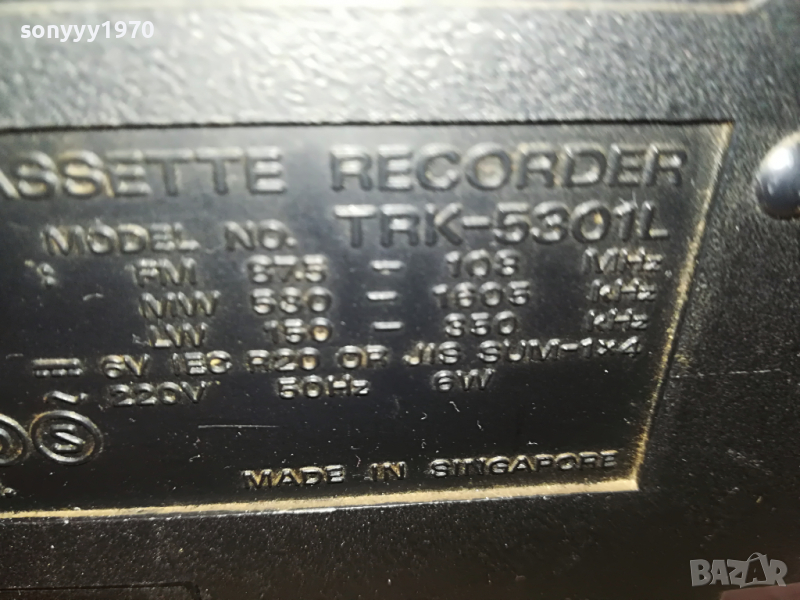 sonyyy1970
ASSETTE RECORDER
MODEL NO. TRK-5301L
FM 87.5 - 108 MHz
MW 530 - 1605 KHz
LW 150 - 350 kHz
6V IEC R20 OR JIS SUM-1×4
~ 220V 50Hz 6W
S
MADE IN SINGAPORE
BAZAR